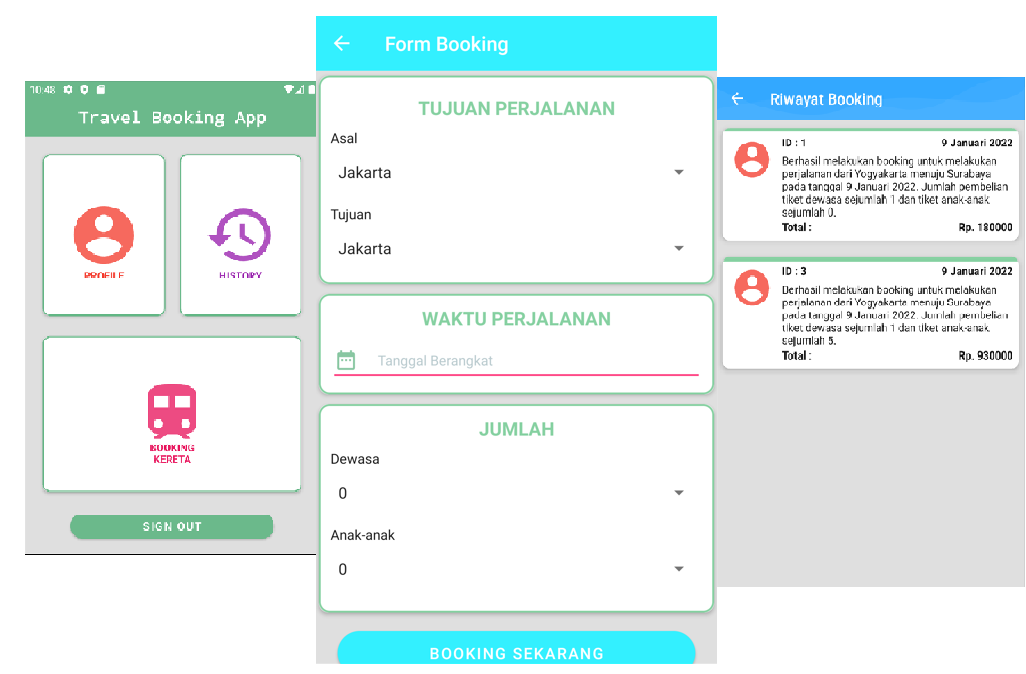 10:48
Travel Booking App
PROFILE
HISTORY
BOOKING
KERETA
SIGN OUT
Form Booking
TUJUAN PERJALANAN
Asal
Jakarta
Tujuan
Jakarta
WAKTU PERJALANAN
Tanggal Berangkat
JUMLAH
Dewasa
0
Anak-anak
0
BOOKING SEKARANG
Riwayat Booking
ID : 1 9 Januari 2022
Berhasil melakukan booking untuk melakukan
perjalanan dari Yogyakarta menuju Surabaya
pada tanggal 9 Januari 2022. Jumlah pembelian
tiket dewasa sejumlah 1 dan tiket anak-anak
sejumlah 0.
Total : Rp. 180000
ID : 3 9 Januari 2022
Berhasil melakukan booking untuk melakukan
perjalanan dari Yogyakarta menuju Surabaya
pada tanggal 9 Januari 2022. Jumlah pembelian
tiket dewasa sejumlah 1 dan tiket anak-anak
sejumlah 5.
Total : Rp. 930000